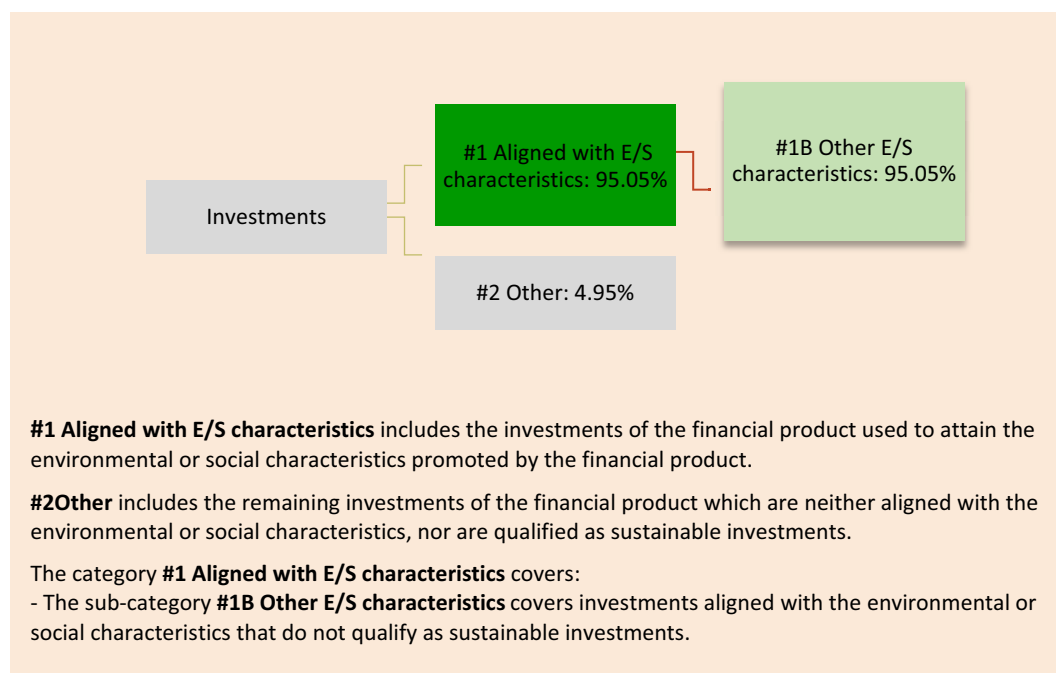 #1 Aligned with E/S
characteristics: 95.05%
#1B Other E/S
characteristics: 95.05%
Investments
#2 Other: 4.95%
#1 Aligned with E/S characteristics includes the investments of the financial product used to attain the
environmental or social characteristics promoted by the financial product.
#2Other includes the remaining investments of the financial product which are neither aligned with the
environmental or social characteristics, nor are qualified as sustainable investments.
The category #1 Aligned with E/S characteristics covers:
- The sub-category #1B Other E/S characteristics covers investments aligned with the environmental or
social characteristics that do not qualify as sustainable investments.